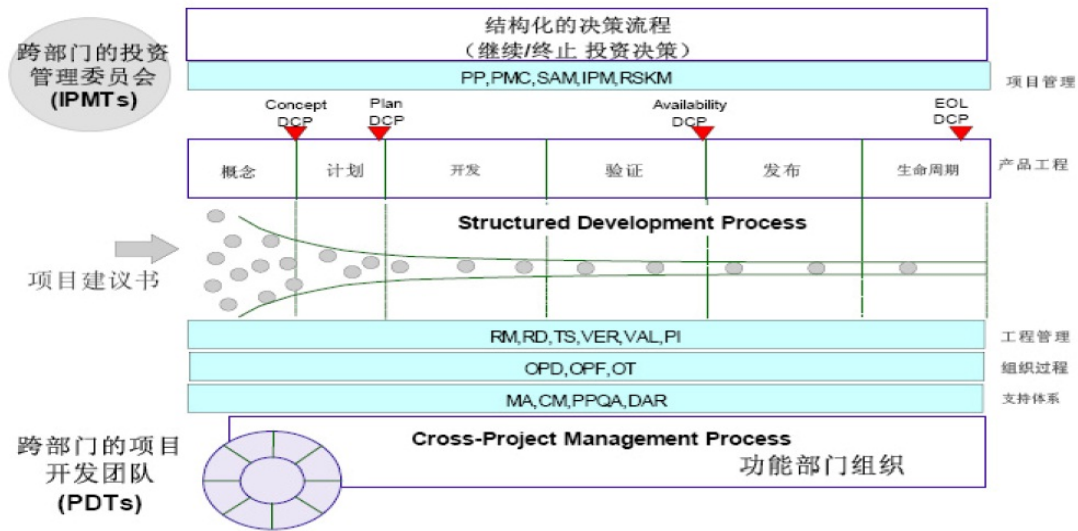 结构化的决策流程
（继续/终止 投资决策）
跨部门的投资
管理委员会
(IPMTs)
PP,PMC,SAM,IPM,RSKM
项目管理
Concept
DCP
Plan
DCP
Availability
DCP
EOL
DCP
概念
计划
开发
验证
发布
生命周期
产品工程
Structured Development Process
项目建议书
RM,RD,TS,VER,VAL,PI
工程管理
OPD,OPF,OT
组织过程
MA,CM,PPQA,DAR
支持体系
跨部门的项目
开发团队
(PDTs)
Cross-Project Management Process
功能部门组织